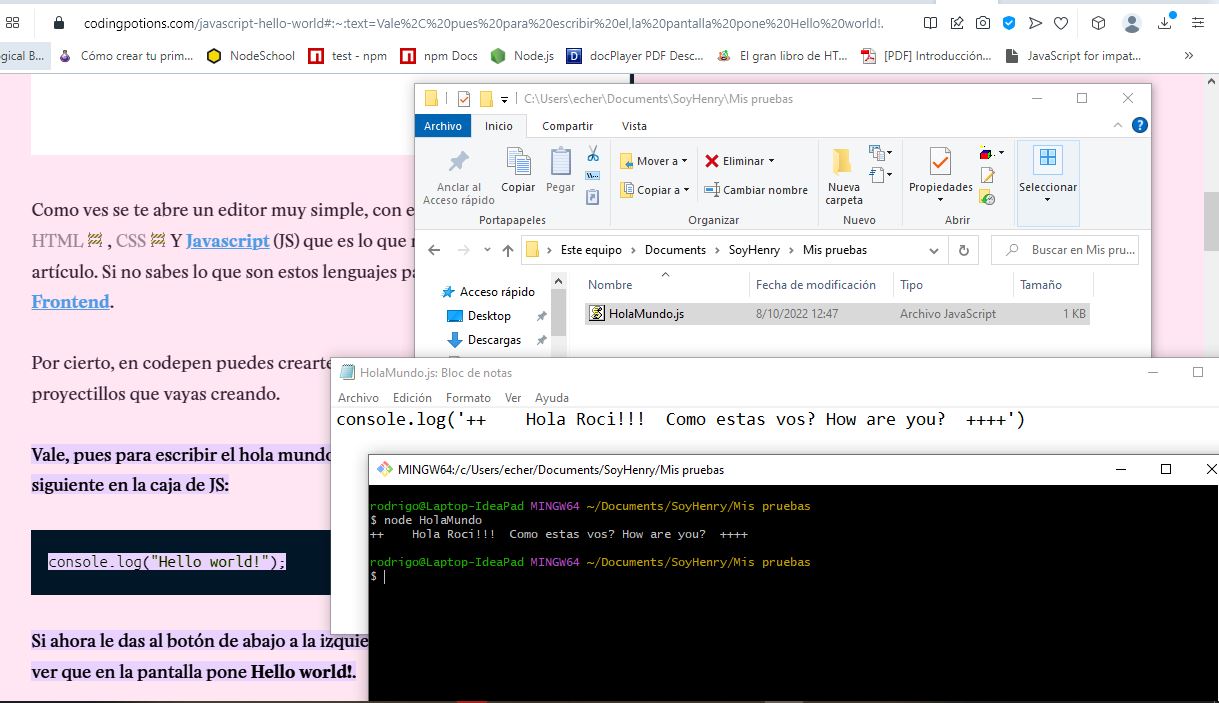 codingpotions.com/javascript-hello-world#:~:text=Vale%2C%20pues%20para%20escribir%20el,la%20pantalla%20pone%20Hello%20world!.
ogical B...
Cómo crear tu prim...
NodeSchool
test - npm
npm Docs
Node.js
docPlayer PDF Desc...
El gran libro de HT...
[PDF] Introducción...
JavaScript for impat...
»
Como ves se te abre un editor muy simple, con e
HTML , CSS Y Javascript (JS) que es lo que
artículo. Si no sabes lo que son estos lenguajes pa
Frontend.
Por cierto, en codepen puedes crearte
proyectillos que vayas creando.
Vale, pues para escribir el hola mundo
siguiente en la caja de JS:
console.log("Hello world!");
Si ahora le das al botón de abajo a la izquie
ver que en la pantalla pone Hello world!.
C:\Users\echer\Documents\SoyHenry\Mis pruebas
Archivo
Inicio
Compartir
Vista
Anclar al
Acceso rápido
Copiar
Pegar
Portapapeles
Mover a
Copiar a
Eliminar
Cambiar nombre
Organizar
Nueva
carpeta
Nuevo
Propiedades
Abrir
Seleccionar
Este equipo
Documents
SoyHenry
Mis pruebas
Buscar en Mis pru...
Acceso rápido
Desktop
Descargas
Nombre
Fecha de modificación
Tipo
Tamaño
HolaMundo.js
8/10/2022 12:47
Archivo JavaScript
1 KB
HolaMundo.js: Bloc de notas
Archivo
Edición
Formato
Ver
Ayuda
console.log('++    Hola Roci!!!  Como estas vos? How are you?  ++++')
MINGW64:/c/Users/echer/Documents/SoyHenry/Mis pruebas
rodrigo@Laptop-IdeaPad MINGW64 ~/Documents/SoyHenry/Mis pruebas
$ node HolaMundo
++    Hola Roci!!!  Como estas vos? How are you?  ++++
rodrigo@Laptop-IdeaPad MINGW64 ~/Documents/SoyHenry/Mis pruebas
$